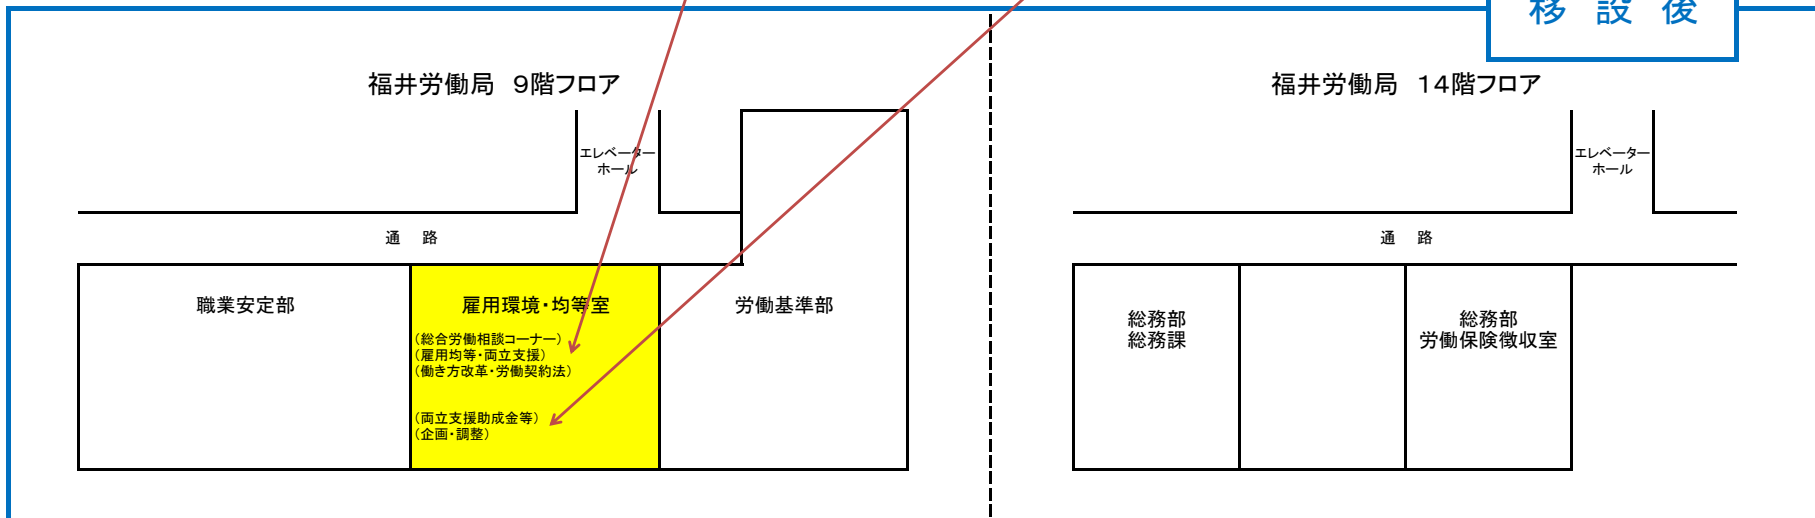 移 設 後
福井労働局 9階フロア
エレベーター
ホール
通 路
職業安定部
雇用環境・均等室
(総合労働相談コーナー)
(雇用均等・両立支援)
(働き方改革・労働契約法)
(両立支援助成金等)
(企画・調整)
労働基準部
福井労働局 14階フロア
エレベーター
ホール
通 路
総務部
総務課
総務部
労働保険徴収室